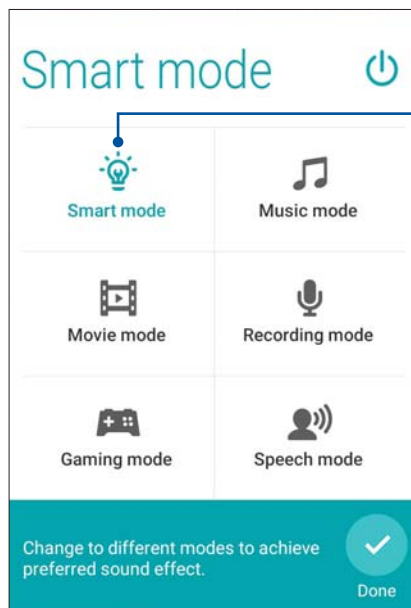 Smart mode
Smart mode
Music mode
Movie mode
Recording mode
Gaming mode
Speech mode
Change to different modes to achieve
preferred sound effect.
Done